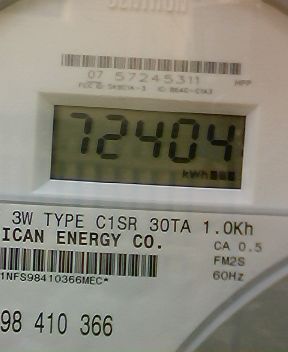 07 57245311
72404
kWh
3W TYPE C1SR 30TA 1.0Kh
ICAN ENERGY CO.
CA 0.5
FM2S
60Hz
1NFS98410366MEC*
98 410 366